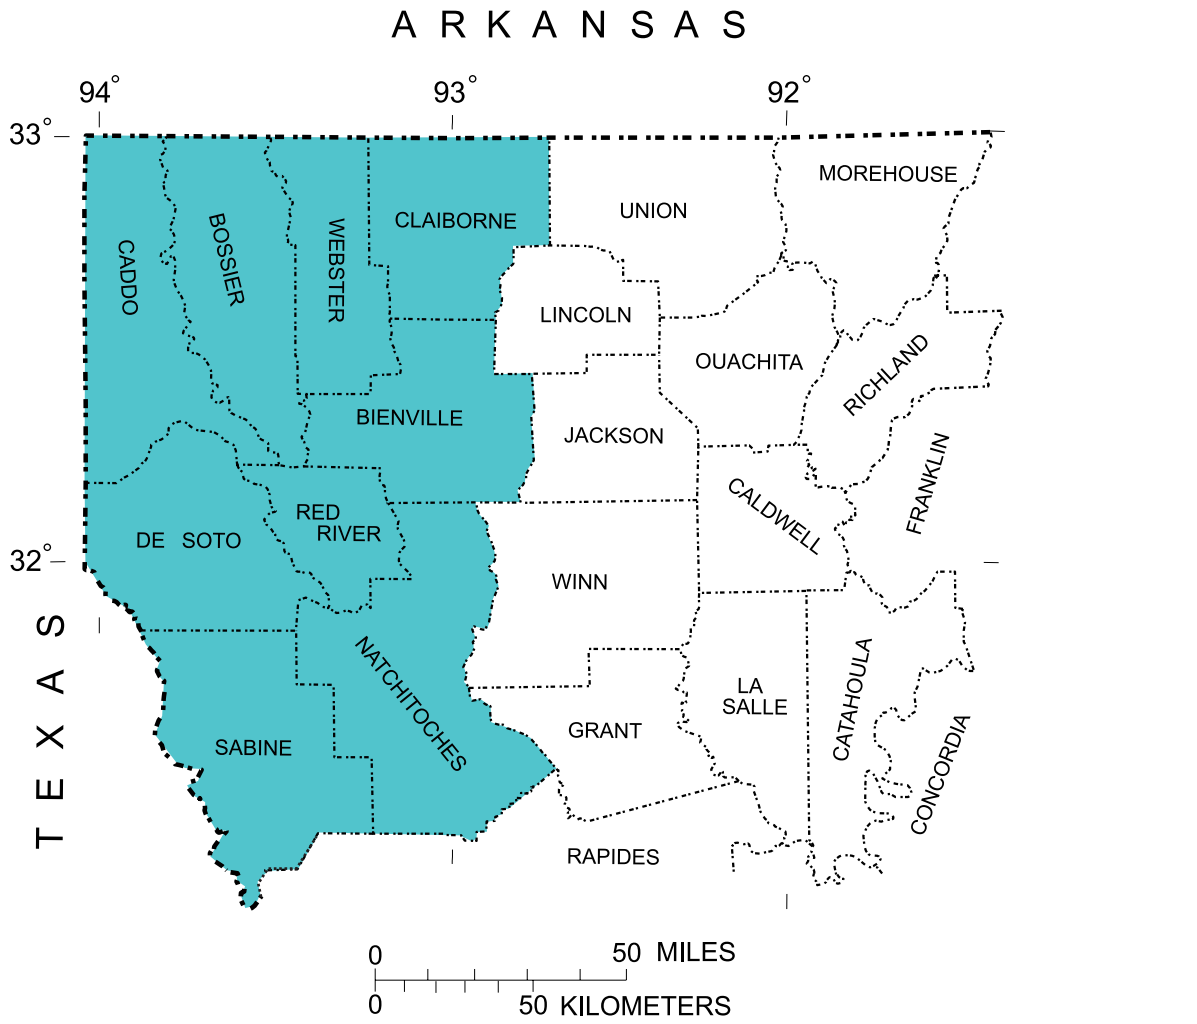 ARKANSAS
94° 93° 92°
33°
MOREHOUSE
UNION
CLAIBORNE
WEBSTER
BOSSIER
CADDO
LINCOLN
OUACHITA
RICHLAND
BIENVILLE
JACKSON
FRANKLIN
CALDWELL
RED
RIVER
DE SOTO
32°
WINN
TEXAS
NATCHITOCHES
LA
SALLE
CATAHOULA
GRANT
SABINE
CONCORDIA
RAPIDES
0 50 MILES
0 50 KILOMETERS